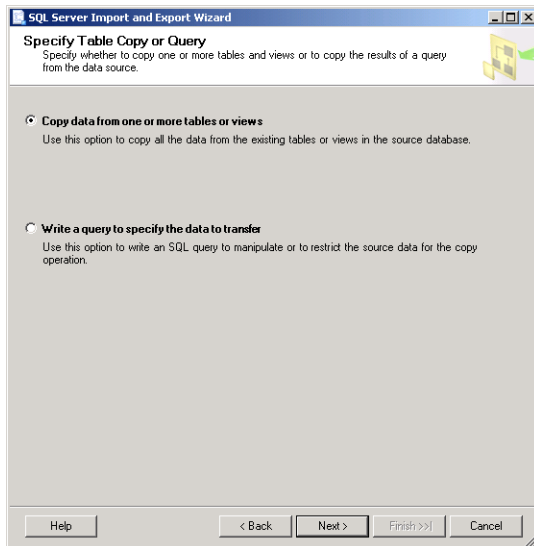 SQL Server Import and Export Wizard
Specify Table Copy or Query
Specify whether to copy one or more tables and views or to copy the results of a query
from the data source.
Copy data from one or more tables or views
Use this option to copy all the data from the existing tables or views in the source database.
Write a query to specify the data to transfer
Use this option to write an SQL query to manipulate or to restrict the source data for the copy
operation.
Help
< Back
Next >
Finish >>|
Cancel